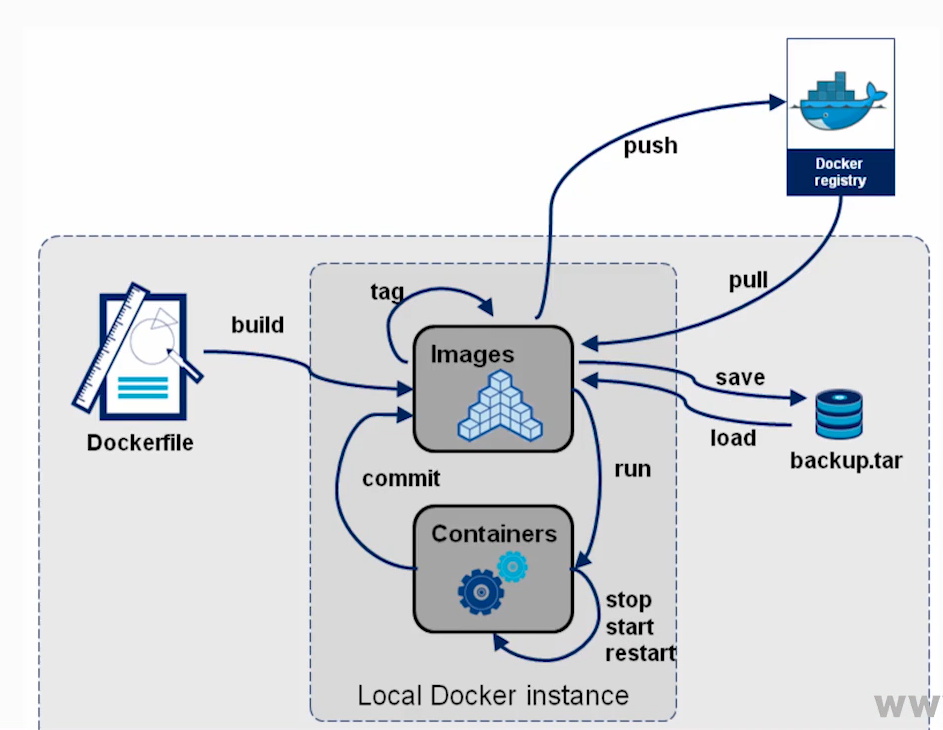 push
Docker
registry
tag
pull
build
Images
save
Dockerfile
load
backup.tar
commit
run
Containers
stop
start
restart
Local Docker instance